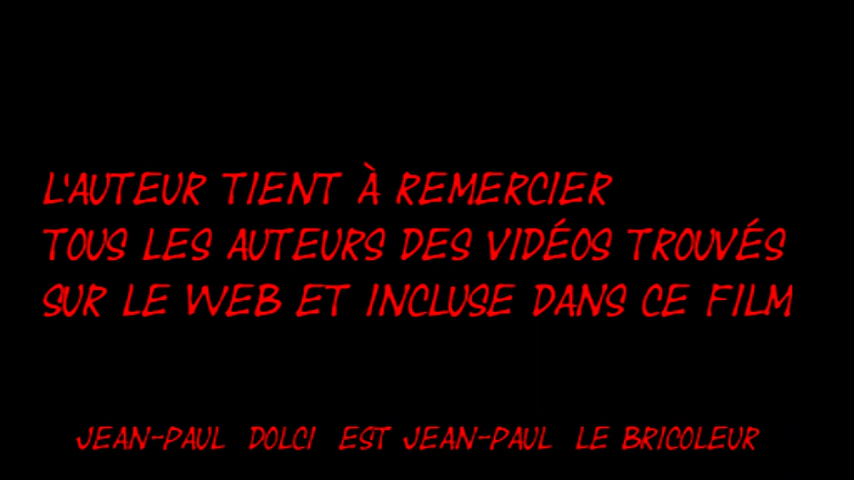 L'AUTEUR TIENT À REMERCIER
TOUS LES AUTEURS DES VIDÉOS TROUVÉS
SUR LE WEB ET INCLUSE DANS CE FILM
JEAN-PAUL DOLCI EST JEAN-PAUL LE BRICOLEUR